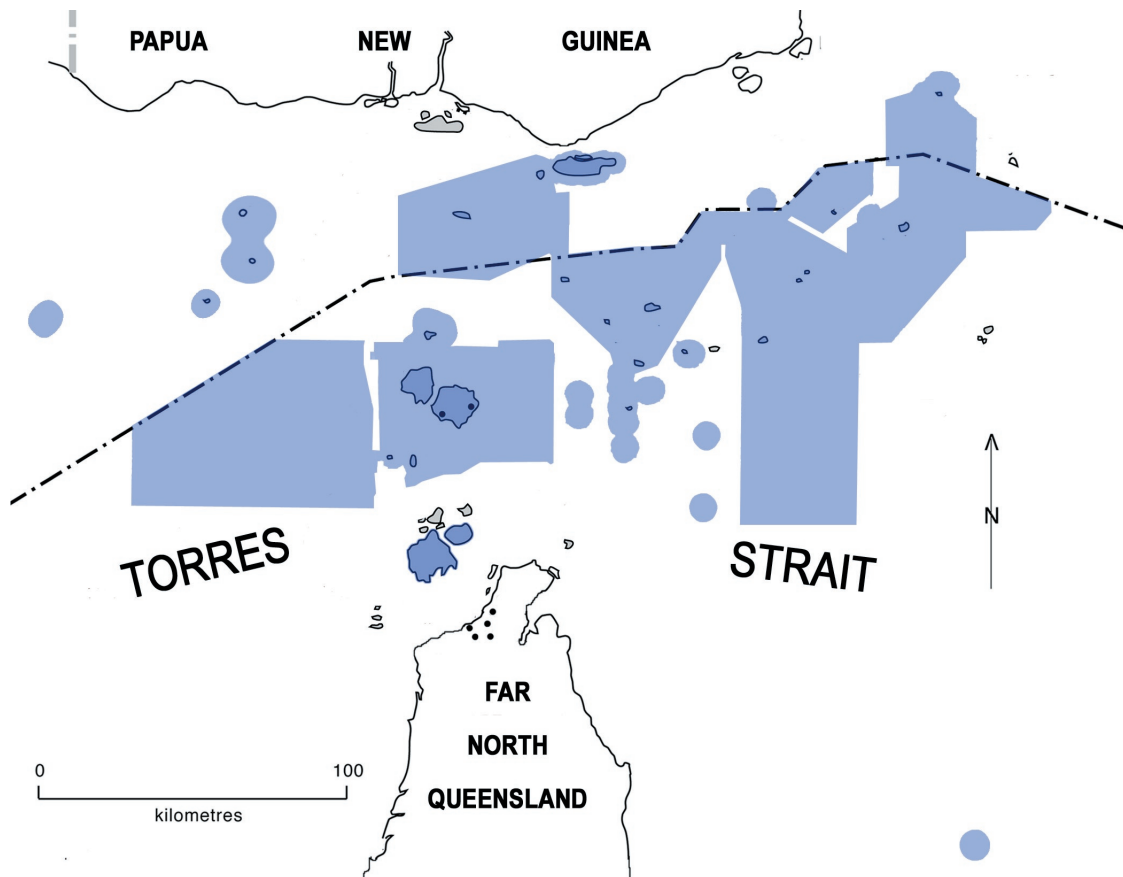 PAPUA NEW GUINEA
N
TORRES STRAIT
FAR
NORTH
QUEENSLAND
0 100
kilometres